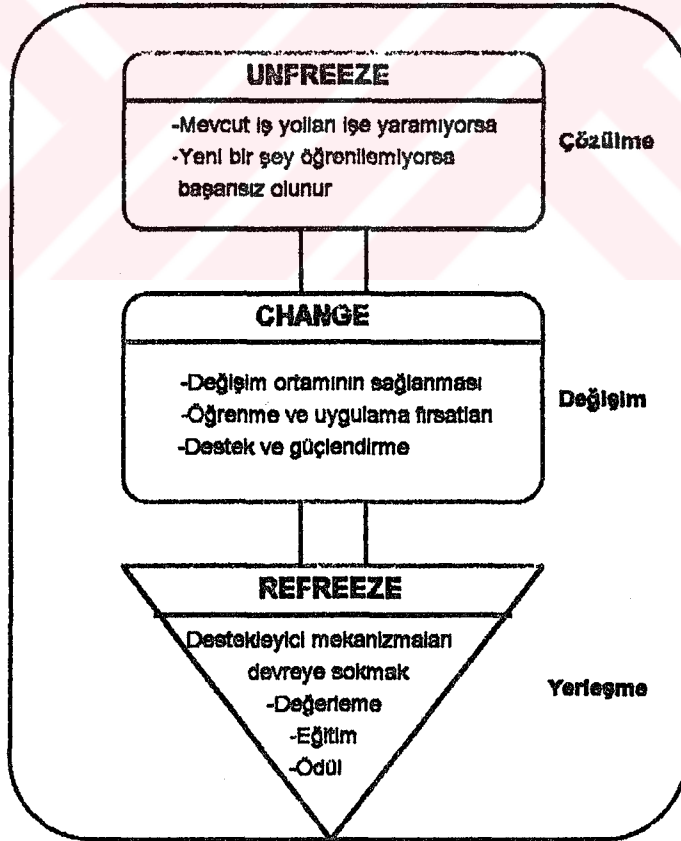 UNFREEZE
-Mevcut iş yolları işe yaramıyorsa
-Yeni bir şey öğrenilemiyorsa
başarısız olunur
Çözülme
CHANGE
-Değişim ortamının sağlanması
-Öğrenme ve uygulama fırsatları
-Destek ve güçlendirme
Değişim
REFREEZE
Destekleyici mekanizmaları
devreye sokmak
-Değerleme
-Eğitim
-Ödül
Yerleşme